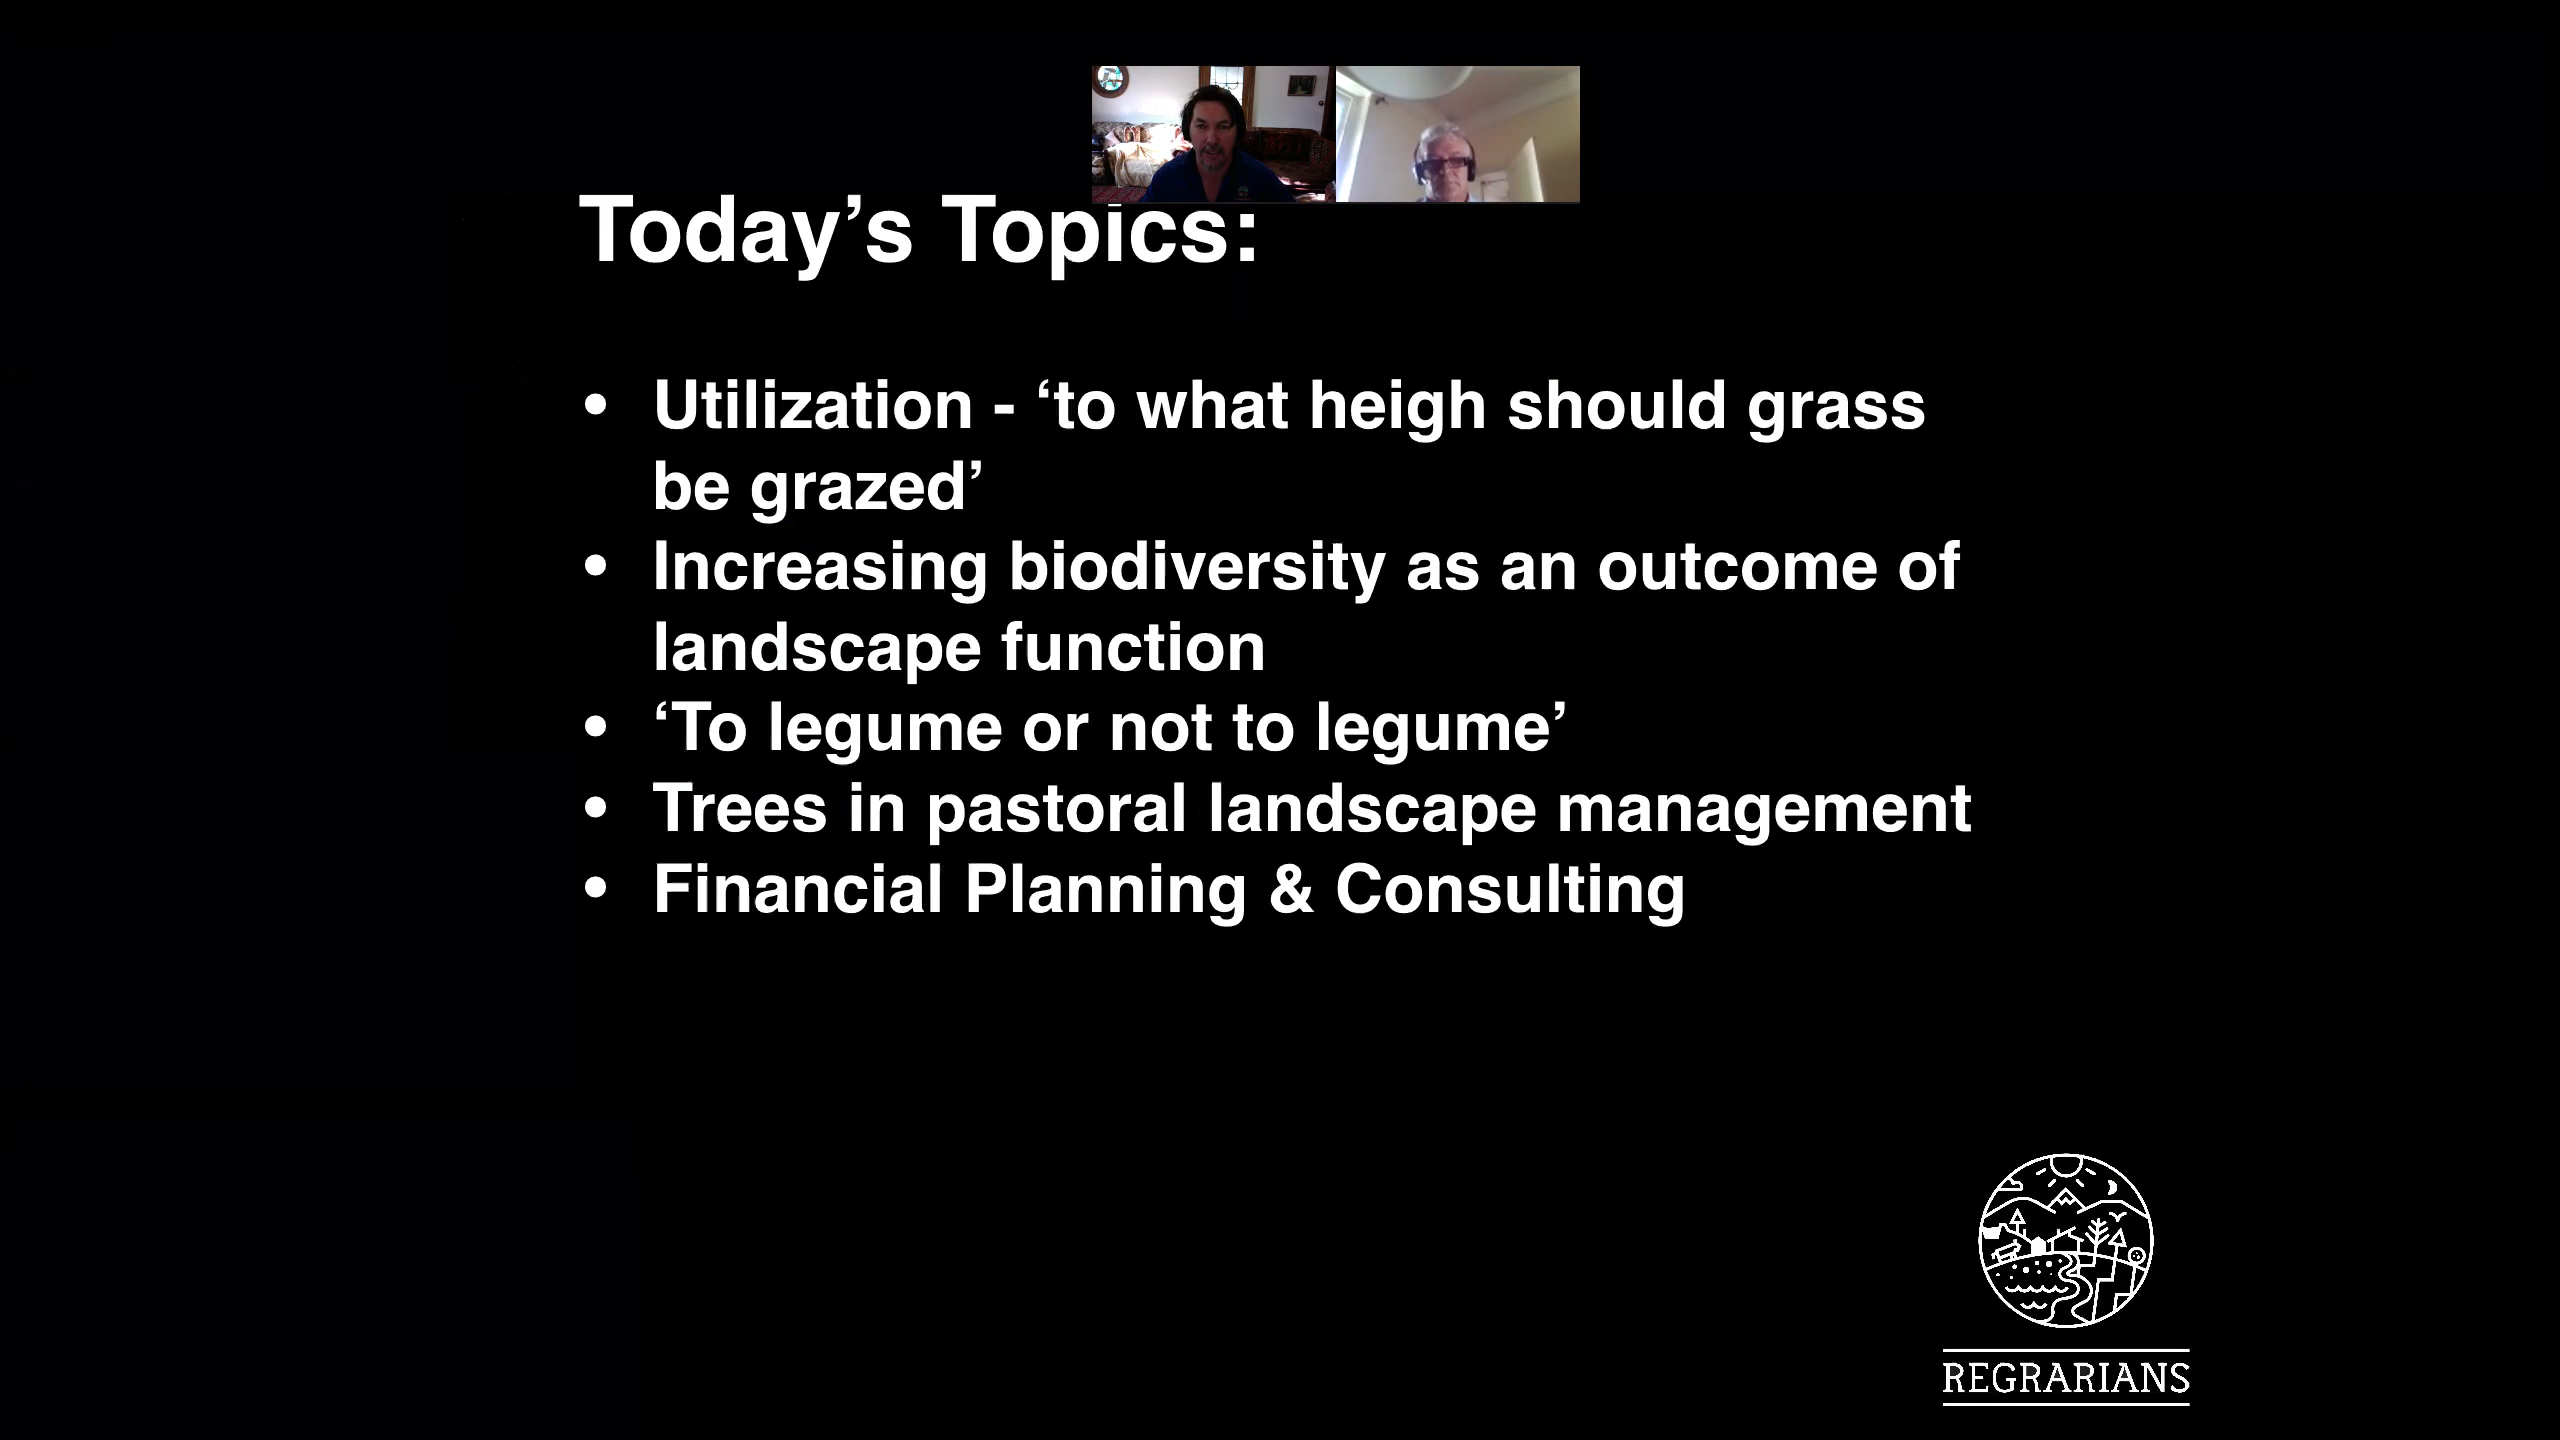 Today’s Topics:
• Utilization - ‘to what heigh should grass
be grazed’
• Increasing biodiversity as an outcome of
landscape function
• ‘To legume or not to legume’
• Trees in pastoral landscape management
• Financial Planning & Consulting
REGRARIANS